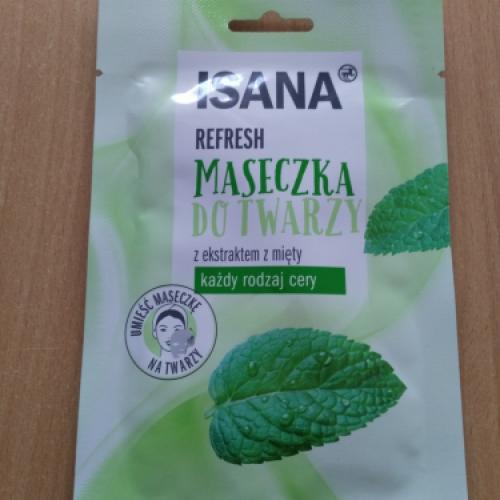 ISANA
REFRESH
MASECZKA
DO TWARZY
z ekstraktem z mięty
każdy rodzaj cery
UMIEŚĆ MASECZKĘ
NA TWARZY